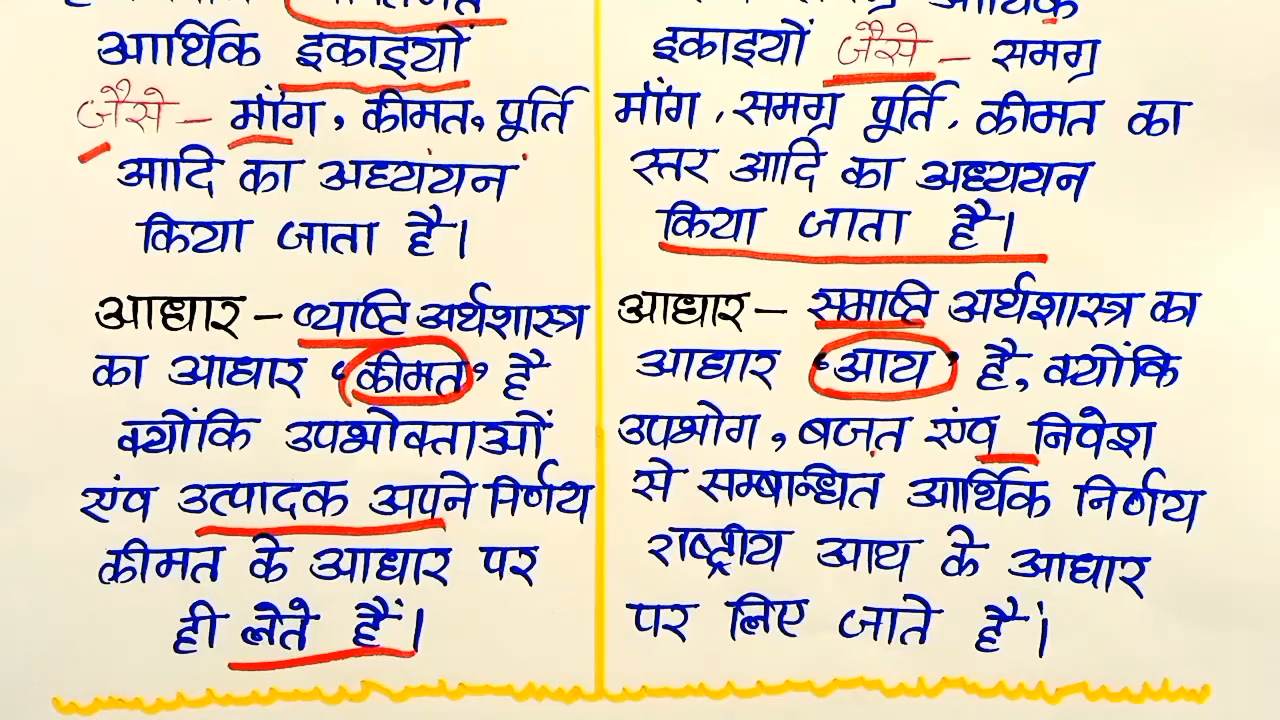 आर्थिक इकाइयों
जैसे - माँग, कीमत, पूर्ति
आदि का अध्ययन
किया जाता है।
आधार - व्यष्टि अर्थशास्त्र
का आधार 'कीमत' है
क्योंकि उपभोक्ताओं
एंव उत्पादक अपने निर्णय
कीमत के आधार पर
ही लेते हैं।
आर्थिक
इकाइयों जैसे - समग्र
माँग, समग्र पूर्ति, कीमत का
स्तर आदि का अध्ययन
किया जाता है।
आधार - समष्टि अर्थशास्त्र का
आधार 'आय' है, क्योंकि
उपभोग, बजत एंव निवेश
से सम्बन्धित आर्थिक निर्णय
राष्ट्रीय आय के आधार
पर लिए जाते है।